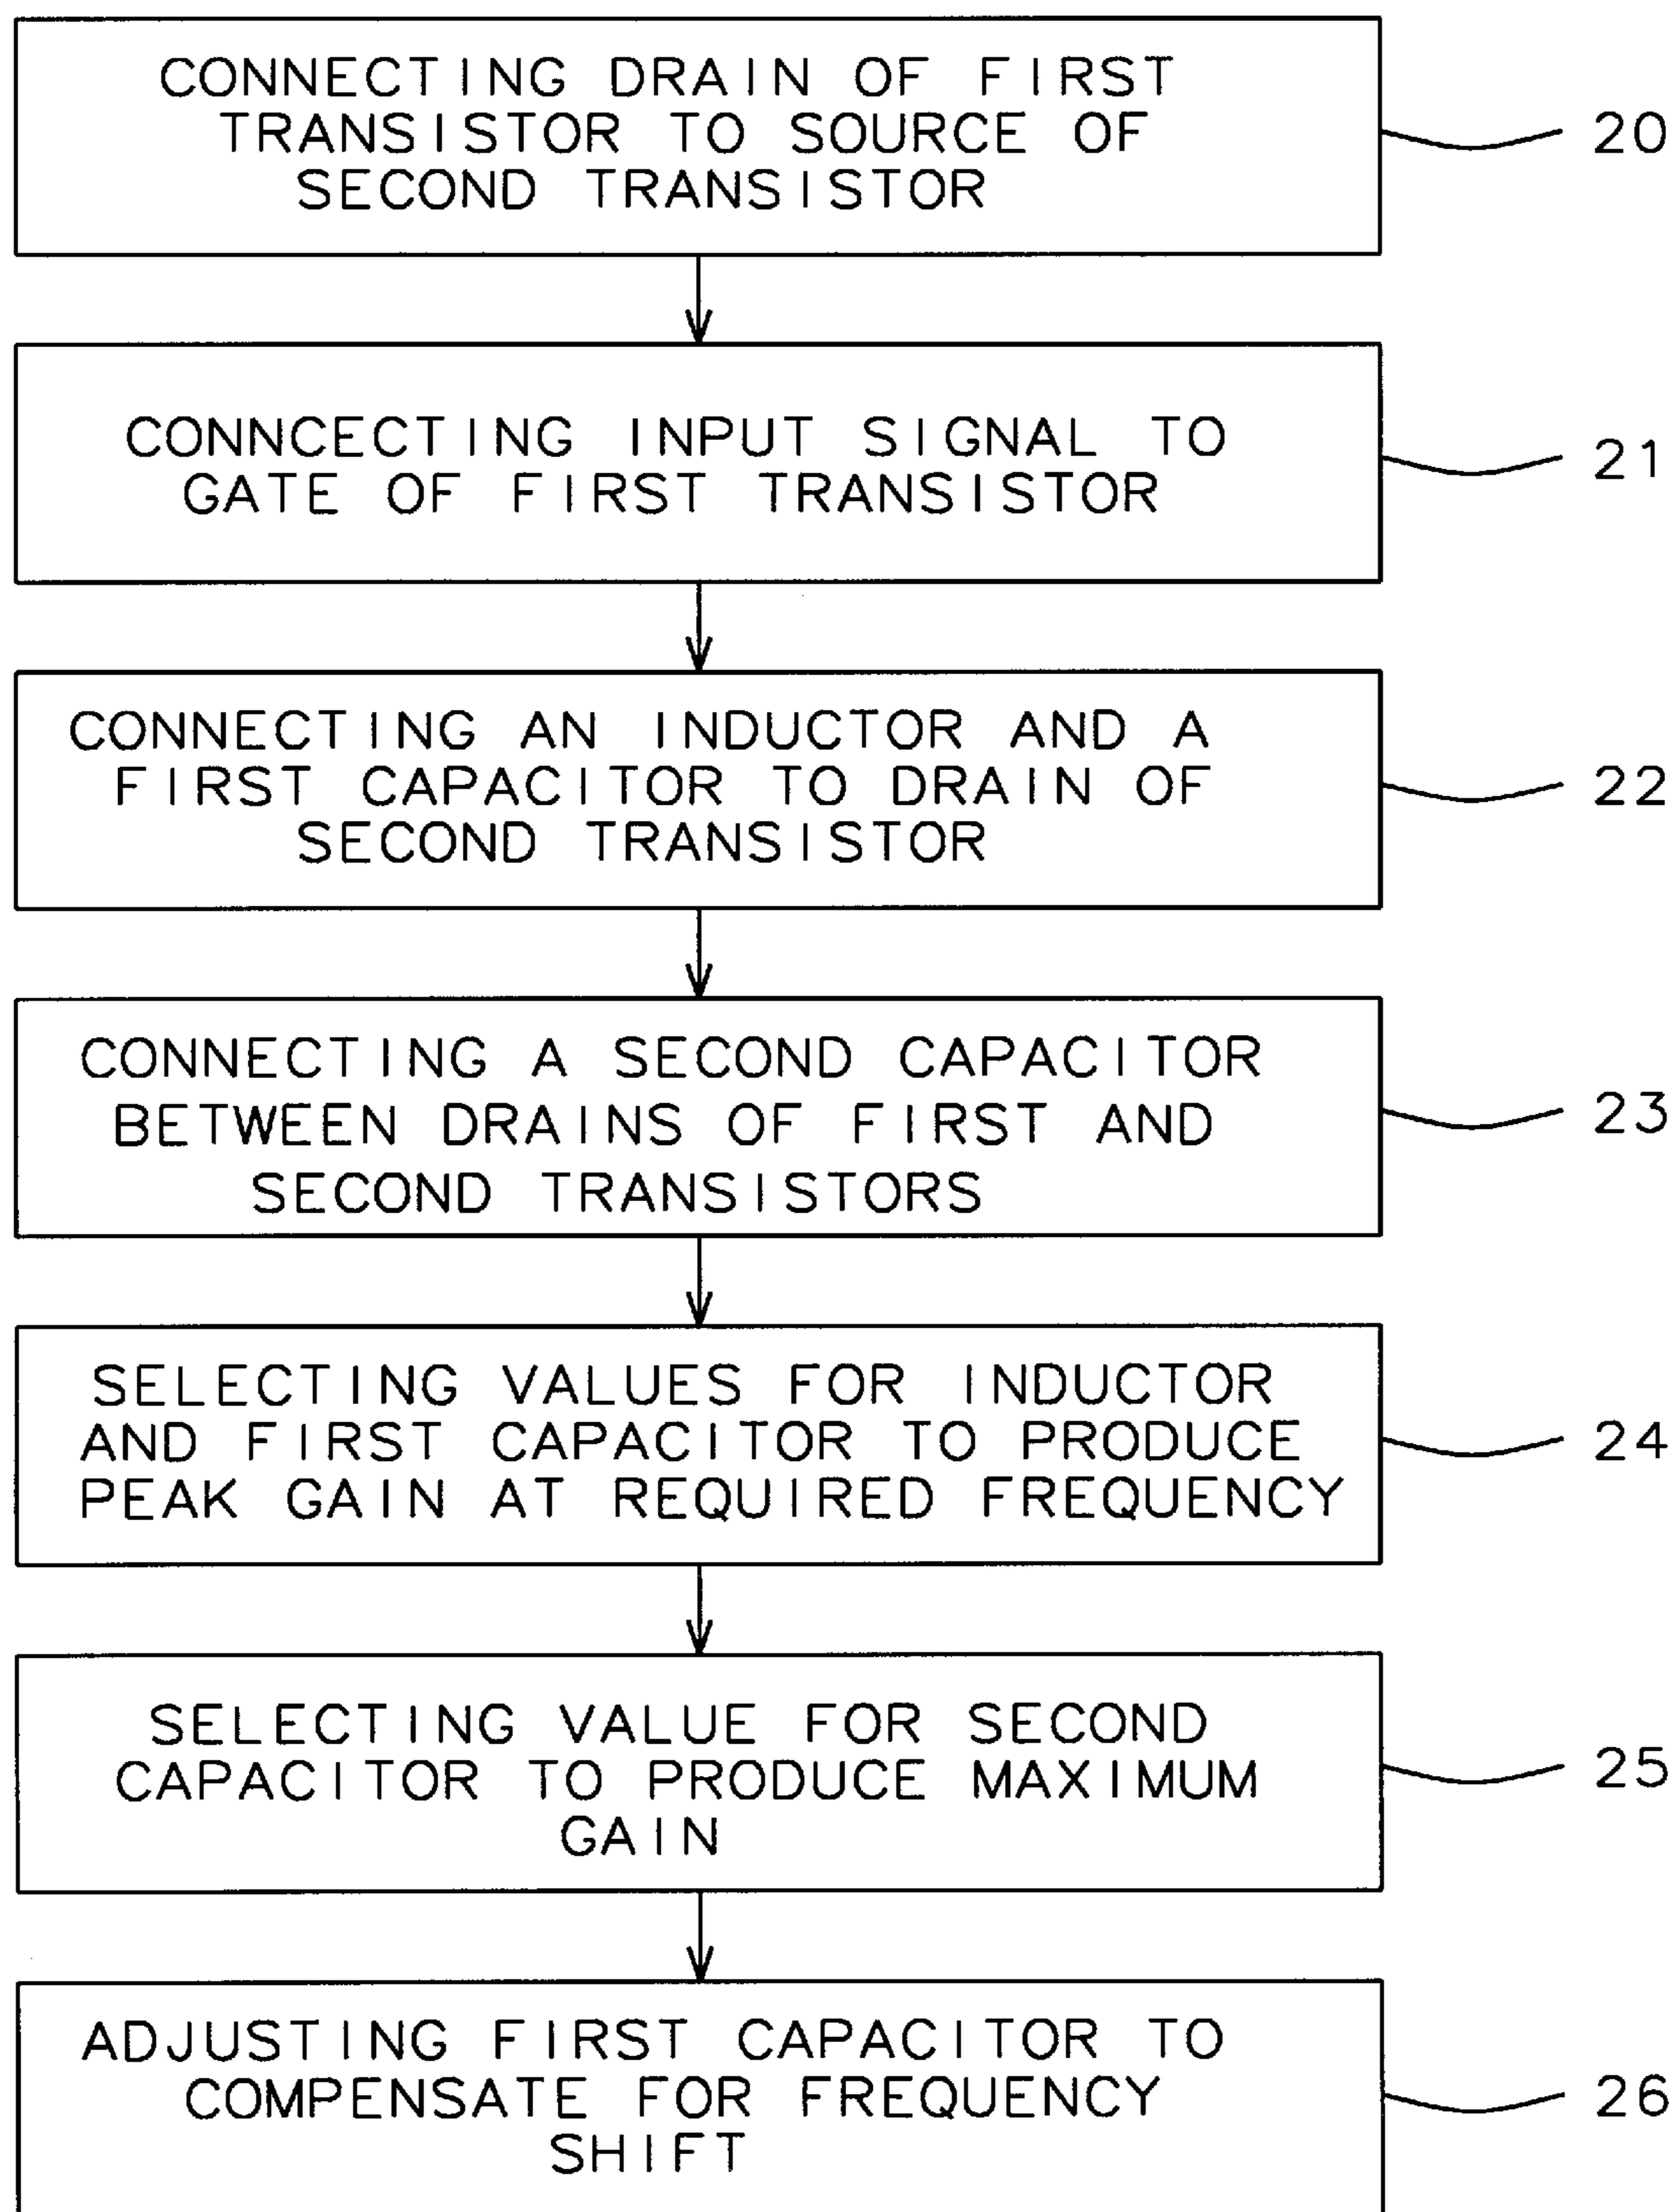 CONNECTING DRAIN OF FIRST
TRANSISTOR TO SOURCE OF
SECOND TRANSISTOR
20
CONNCECTING INPUT SIGNAL TO
GATE OF FIRST TRANSISTOR
21
CONNECTING AN INDUCTOR AND A
FIRST CAPACITOR TO DRAIN OF
SECOND TRANSISTOR
22
CONNECTING A SECOND CAPACITOR
BETWEEN DRAINS OF FIRST AND
SECOND TRANSISTORS
23
SELECTING VALUES FOR INDUCTOR
AND FIRST CAPACITOR TO PRODUCE
PEAK GAIN AT REQUIRED FREQUENCY
24
SELECTING VALUE FOR SECOND
CAPACITOR TO PRODUCE MAXIMUM
GAIN
25
ADJUSTING FIRST CAPACITOR TO
COMPENSATE FOR FREQUENCY
SHIFT
26